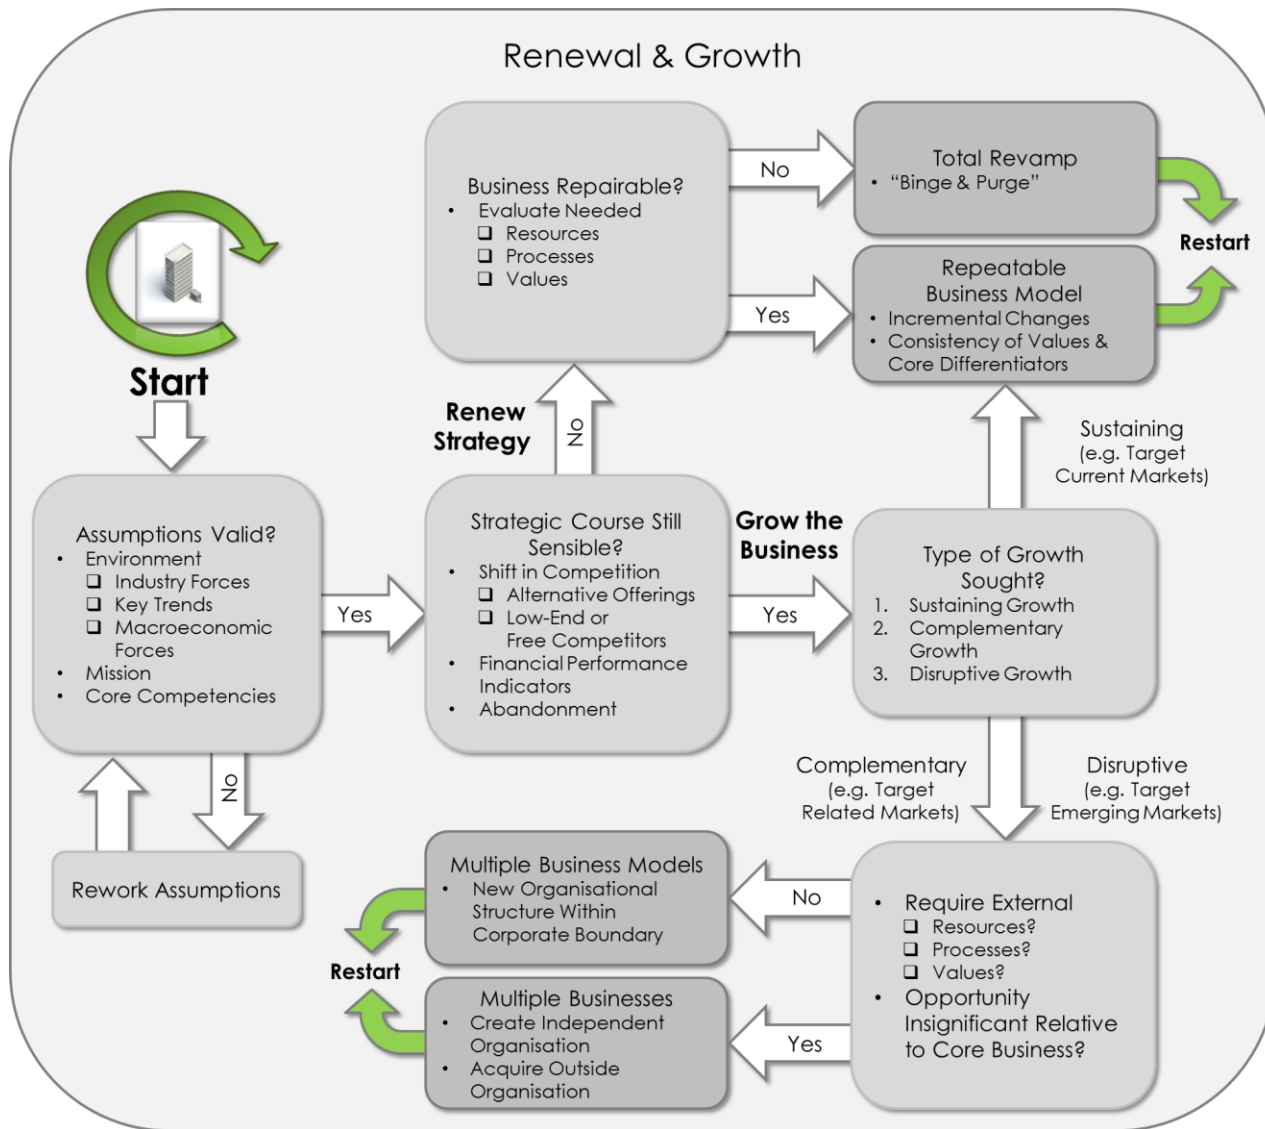 Renewal & Growth
Start
Assumptions Valid?
• Environment
❑ Industry Forces
❑ Key Trends
❑ Macroeconomic
Forces
• Mission
• Core Competencies
Yes
No
Rework Assumptions
Strategic Course Still
Sensible?
• Shift in Competition
❑ Alternative Offerings
❑ Low-End or
Free Competitors
• Financial Performance
Indicators
• Abandonment
Renew
Strategy
No
Business Repairable?
• Evaluate Needed
❑ Resources
❑ Processes
❑ Values
No
Total Revamp
• “Binge & Purge”
Yes
Repeatable
Business Model
• Incremental Changes
• Consistency of Values &
Core Differentiators
Restart
Grow the
Business
Yes
Type of Growth
Sought?
1. Sustaining Growth
2. Complementary
Growth
3. Disruptive Growth
Sustaining
(e.g. Target
Current Markets)
Complementary
(e.g. Target
Related Markets)
Disruptive
(e.g. Target
Emerging Markets)
• Require External
❑ Resources?
❑ Processes?
❑ Values?
• Opportunity
Insignificant Relative
to Core Business?
No
Multiple Business Models
• New Organisational
Structure Within
Corporate Boundary
Yes
Multiple Businesses
• Create Independent
Organisation
• Acquire Outside
Organisation
Restart